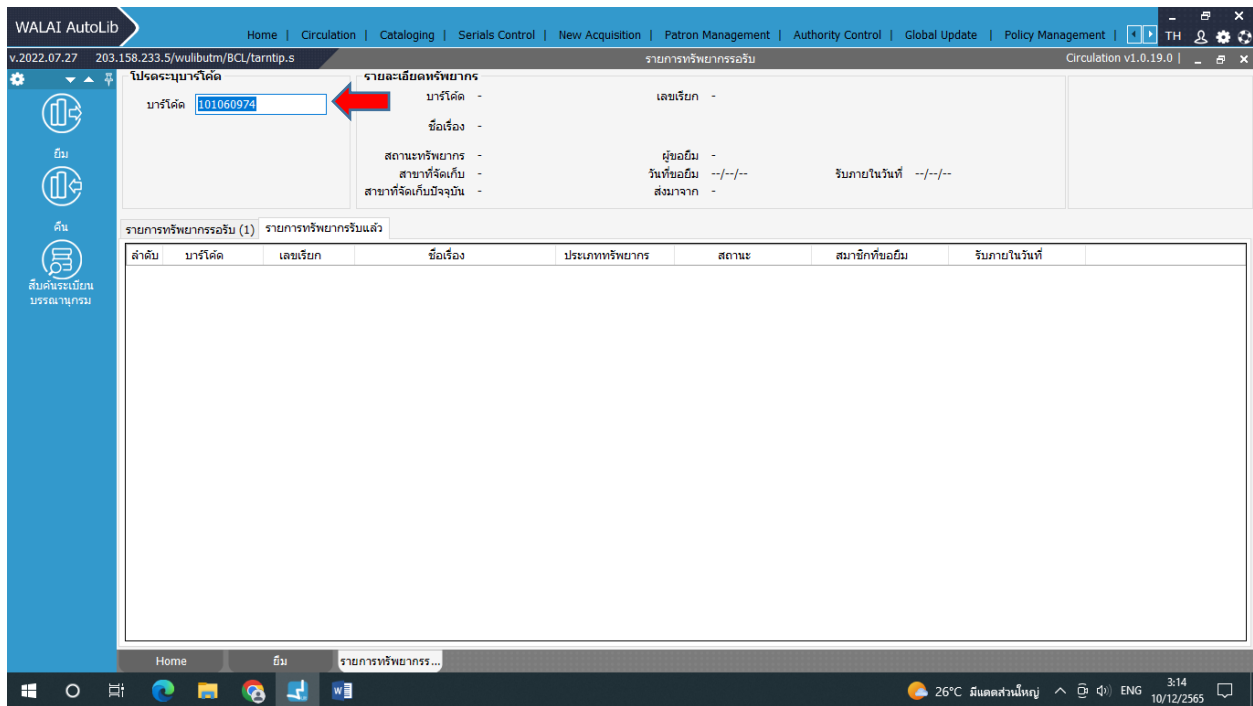 WALAI AutoLib
Home | Circulation | Cataloging | Serials Control | New Acquisition | Patron Management | Authority Control | Global Update | Policy Management | TH
v.2022.07.27 203.158.233.5/wulibutm/BCL/tarntip.s รายการทรัพยากรรอรับ Circulation v1.0.19.0 |
โปรดระบุบาร์โค้ด
บาร์โค้ด 101060974
รายละเอียดทรัพยากร
บาร์โค้ด - เลขเรียก -
ชื่อเรื่อง -
สถานะทรัพยากร - ผู้ขอยืม -
สาขาที่จัดเก็บ - วันที่ขอยืม --/--/-- รับภายในวันที่ --/--/--
สาขาที่จัดเก็บปัจจุบัน - ส่งมาจาก -
ยืม
คืน
สืบค้นระเบียน
บรรณานุกรม
รายการทรัพยากรรอรับ (1) รายการทรัพยากรรับแล้ว
ลำดับ บาร์โค้ด เลขเรียก ชื่อเรื่อง ประเภททรัพยากร สถานะ สมาชิกที่ขอยืม รับภายในวันที่
Home ยืม รายการทรัพยากรร...
26°C มีแดดส่วนใหญ่ ENG 3:14
10/12/2565